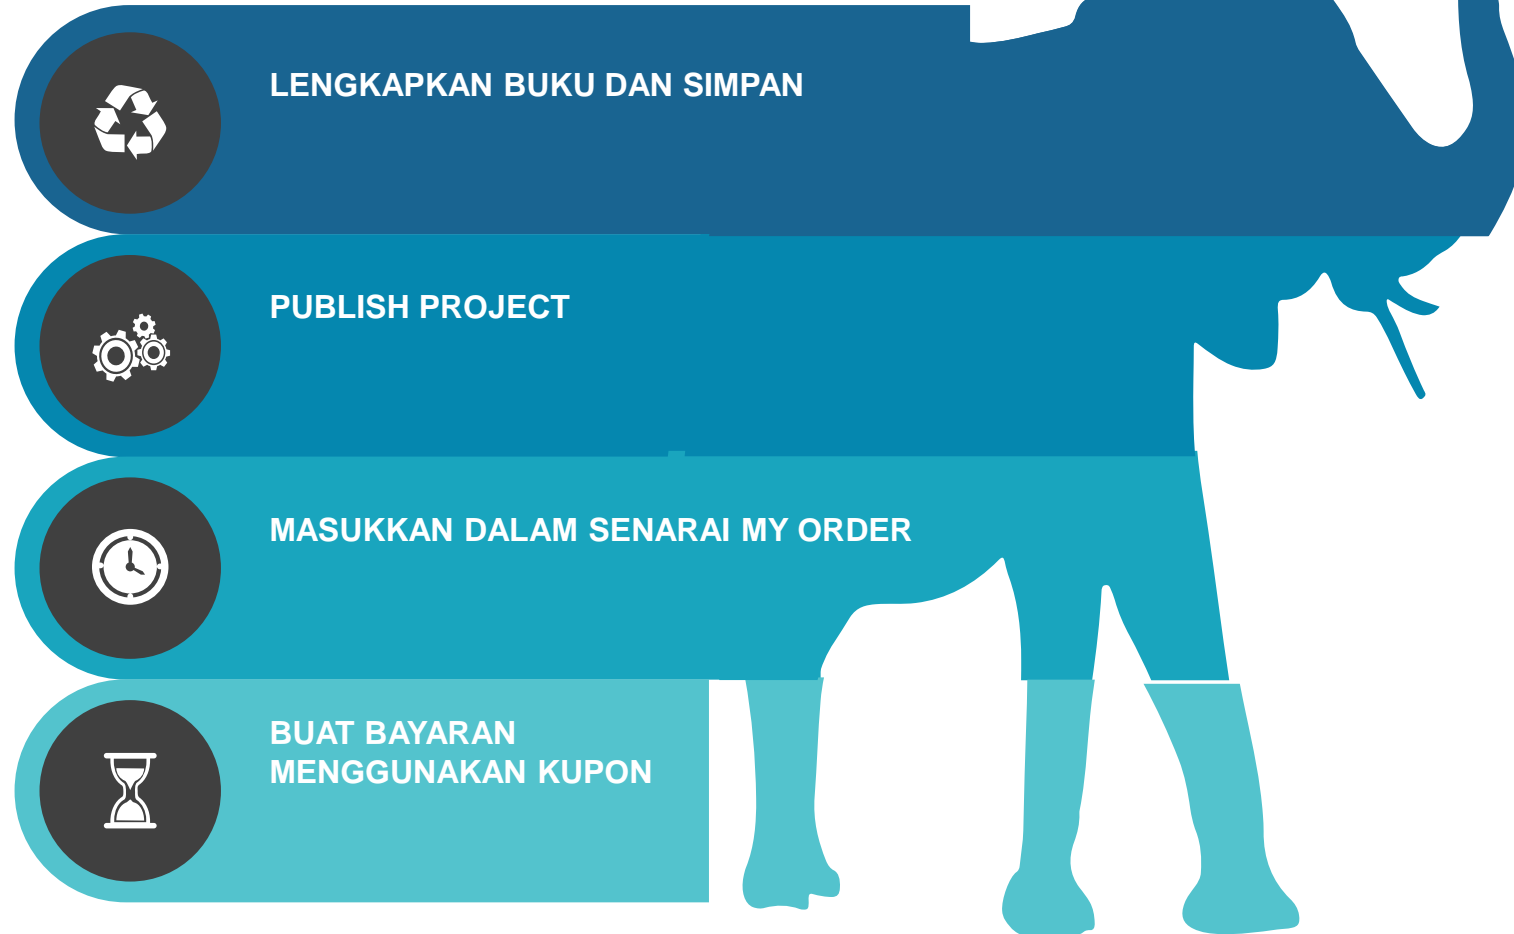 LENGKAPKAN BUKU DAN SIMPAN
PUBLISH PROJECT
MASUKKAN DALAM SENARAI MY ORDER
BUAT BAYARAN
MENGGUNAKAN KUPON